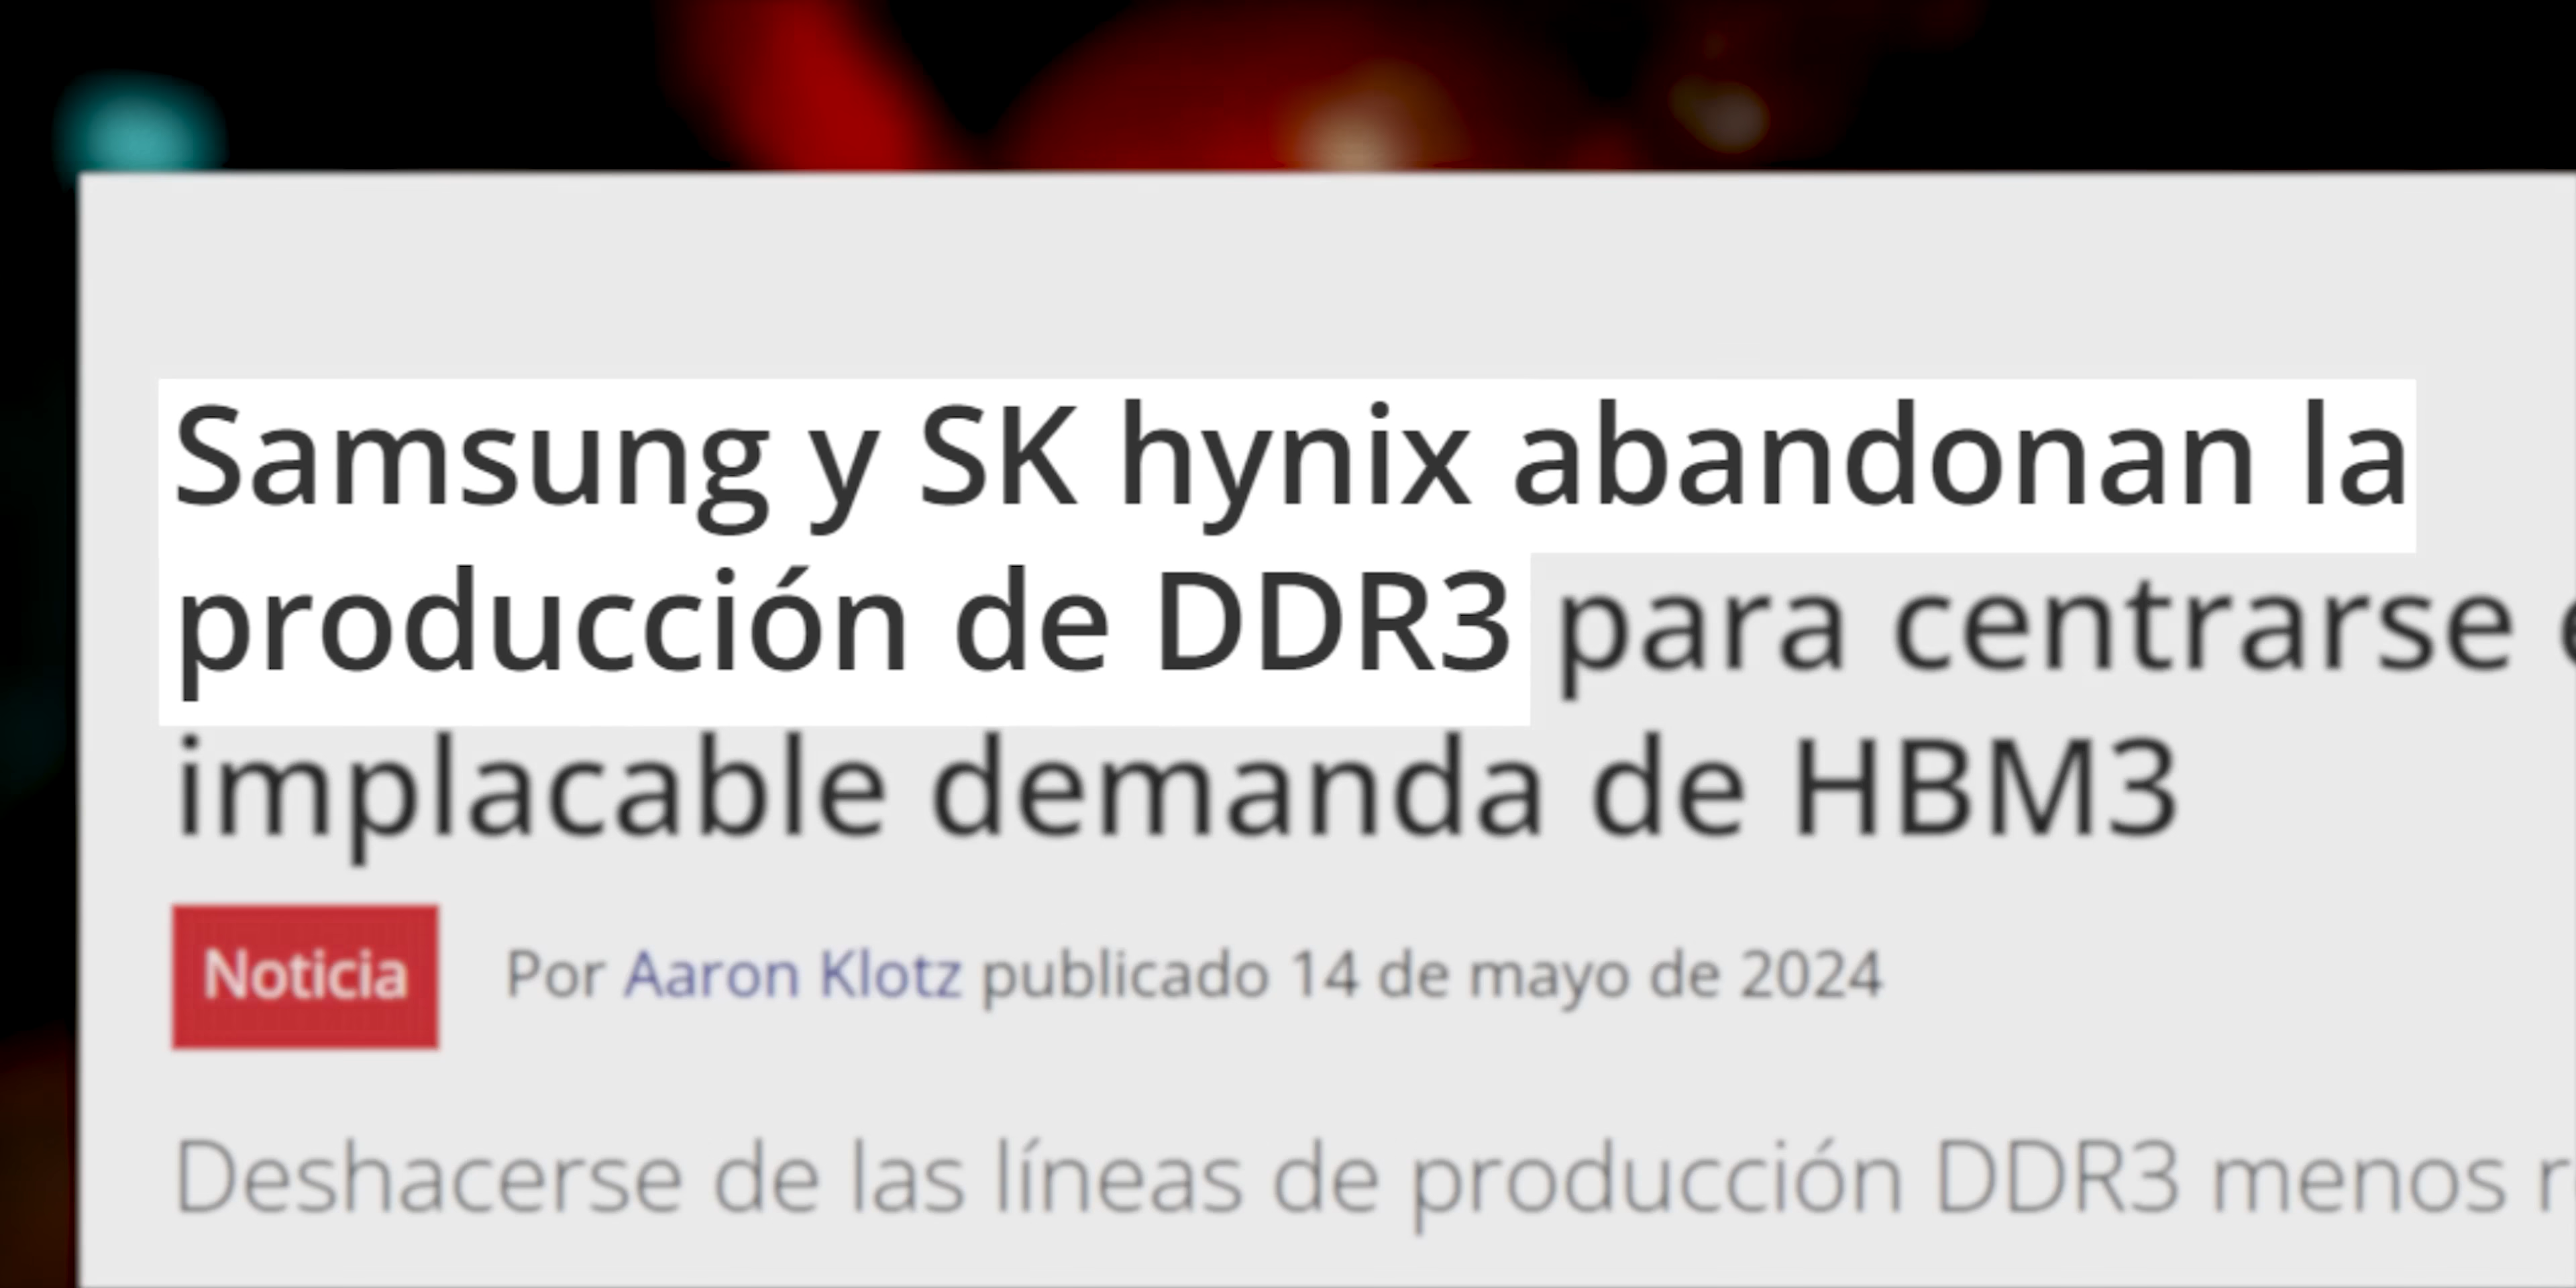 Samsung y SK hynix abandonan la
producción de DDR3 para centrarse
implacable demanda de HBM3
Noticia
Por Aaron Klotz publicado 14 de mayo de 2024
Deshacerse de las líneas de producción DDR3 menos